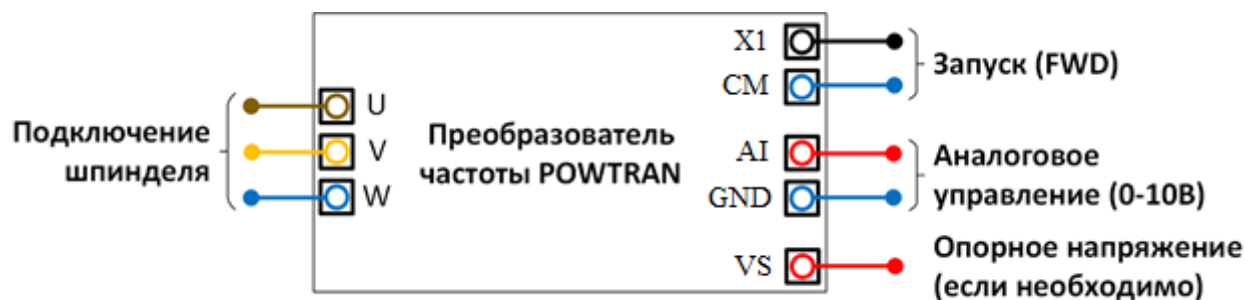 Подключение
шпинделя
U
V
W
Преобразователь
частоты POWTRAN
X1
CM
AI
GND
VS
Запуск (FWD)
Аналоговое
управление (0-10В)
Опорное напряжение
(если необходимо)